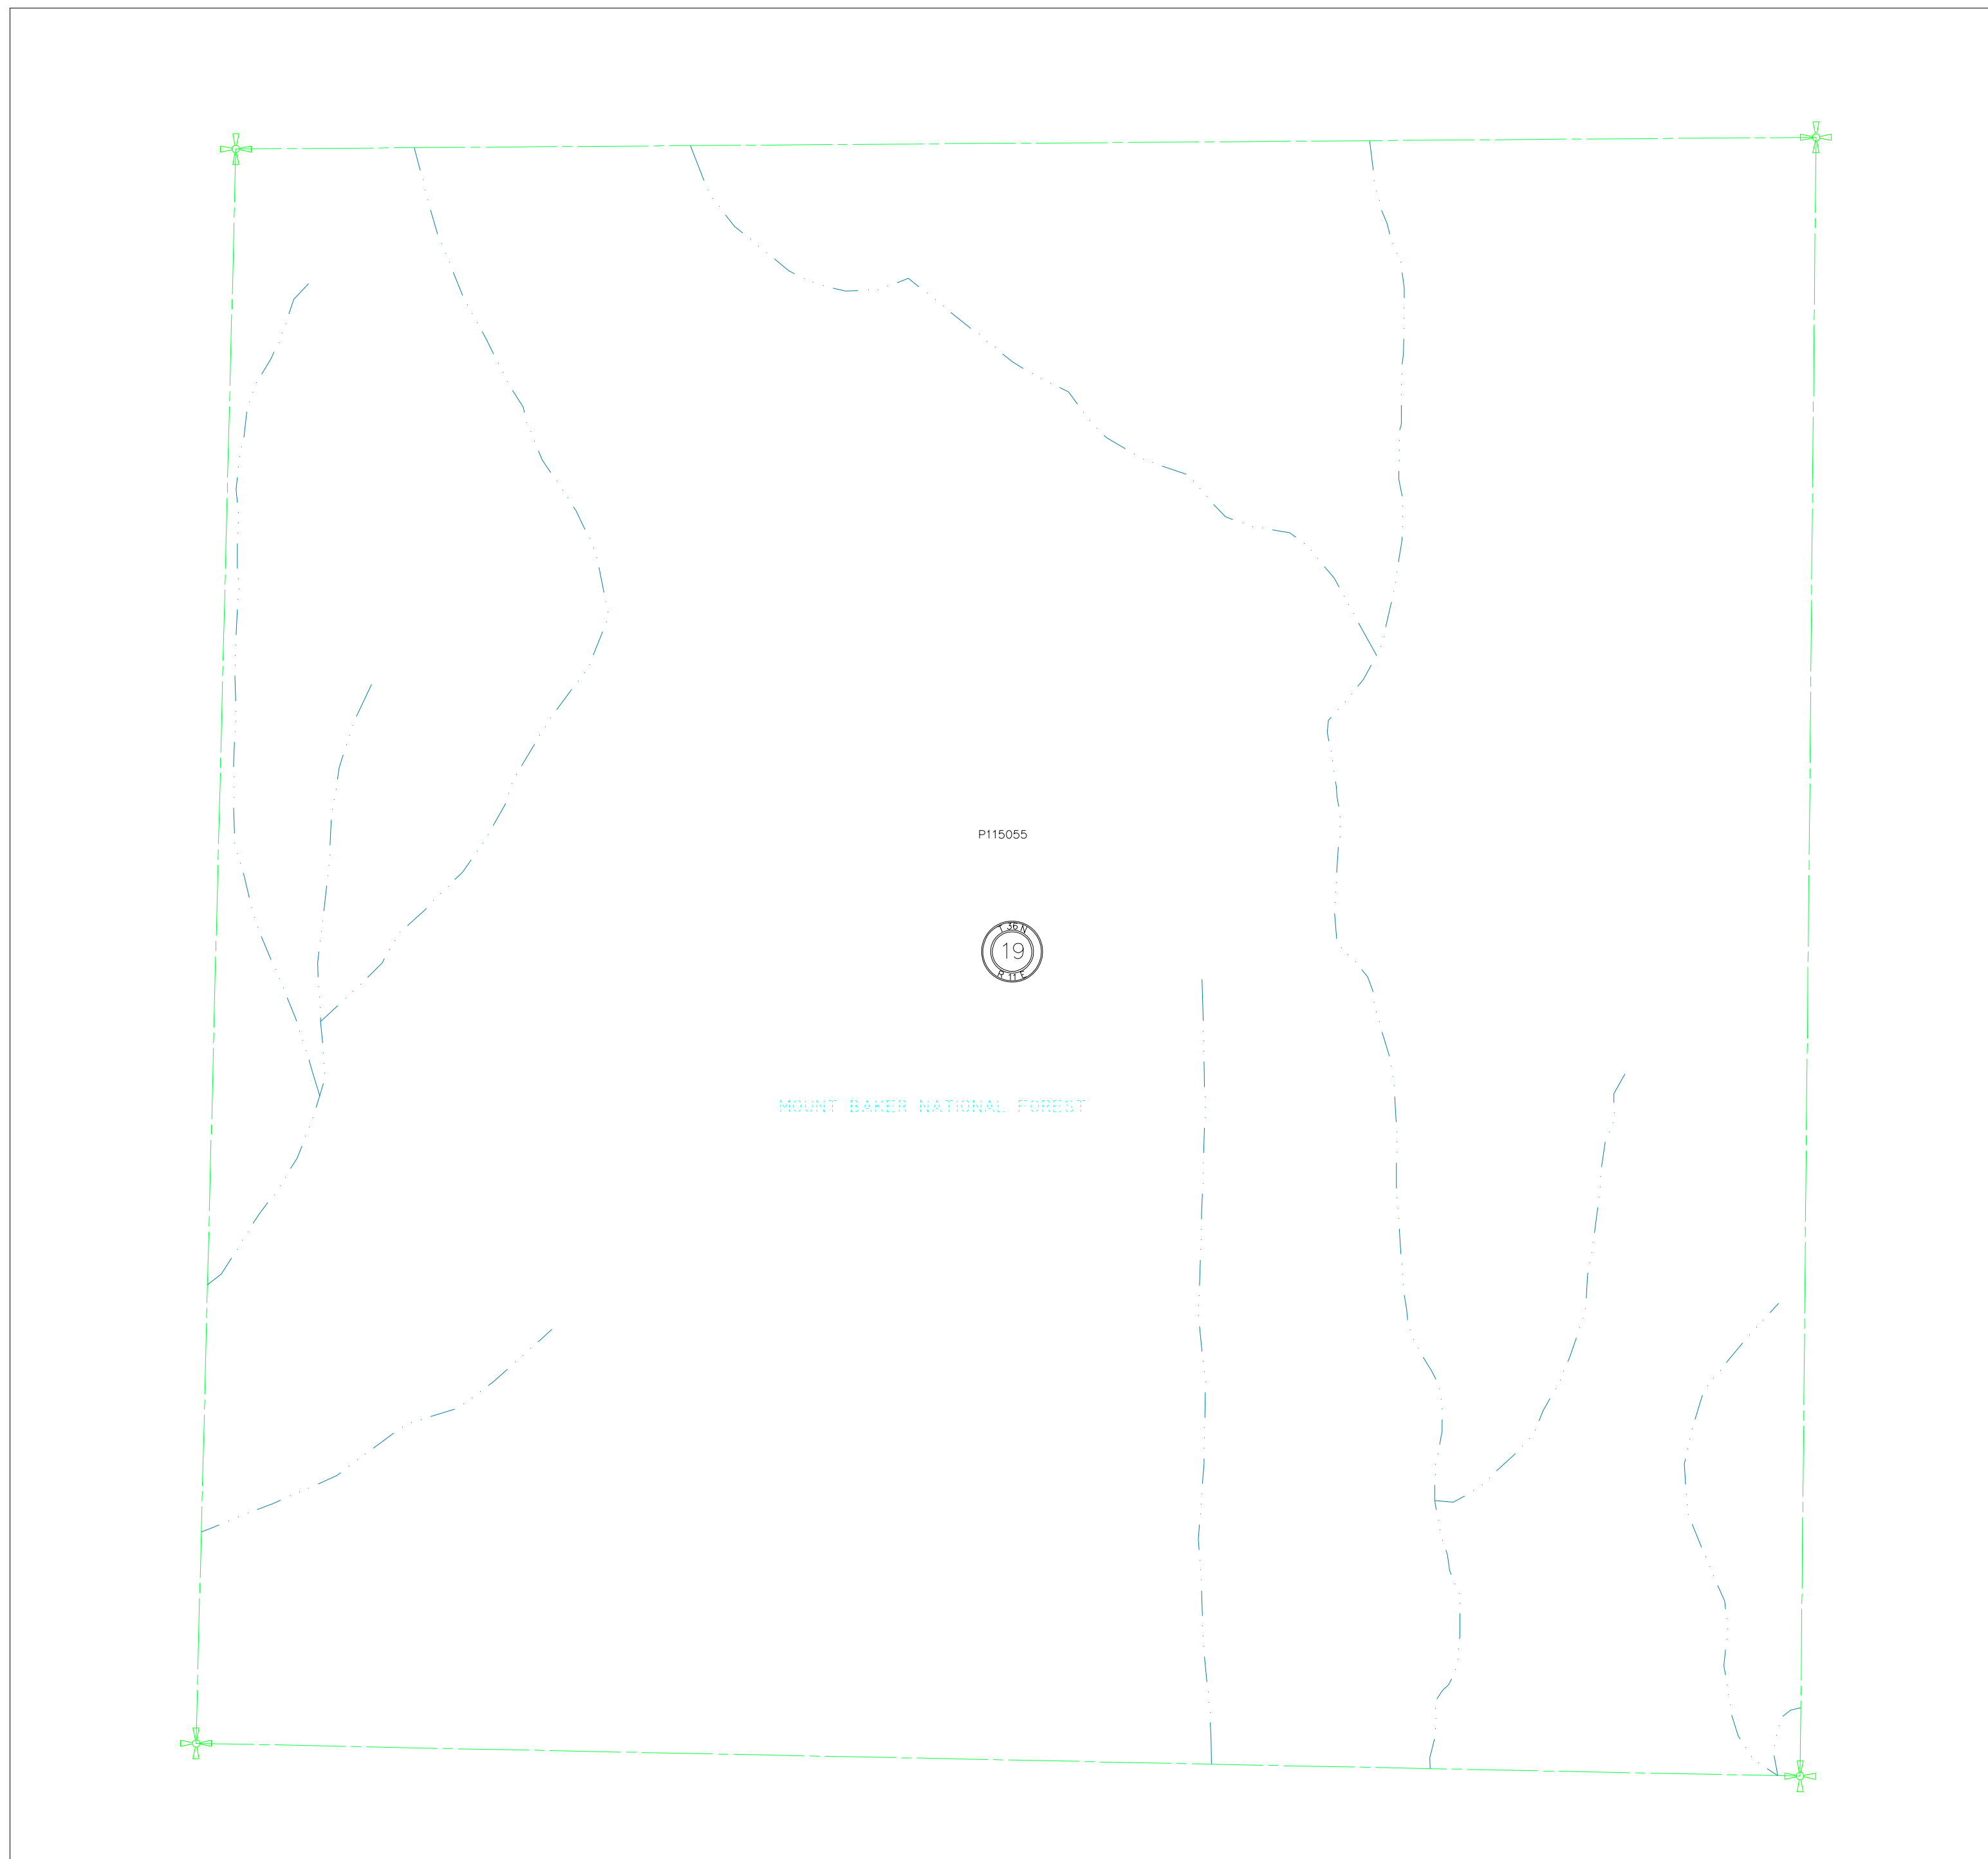 P115055
T 36 N
19
R 11 E
MOUNT BAKER NATIONAL FOREST